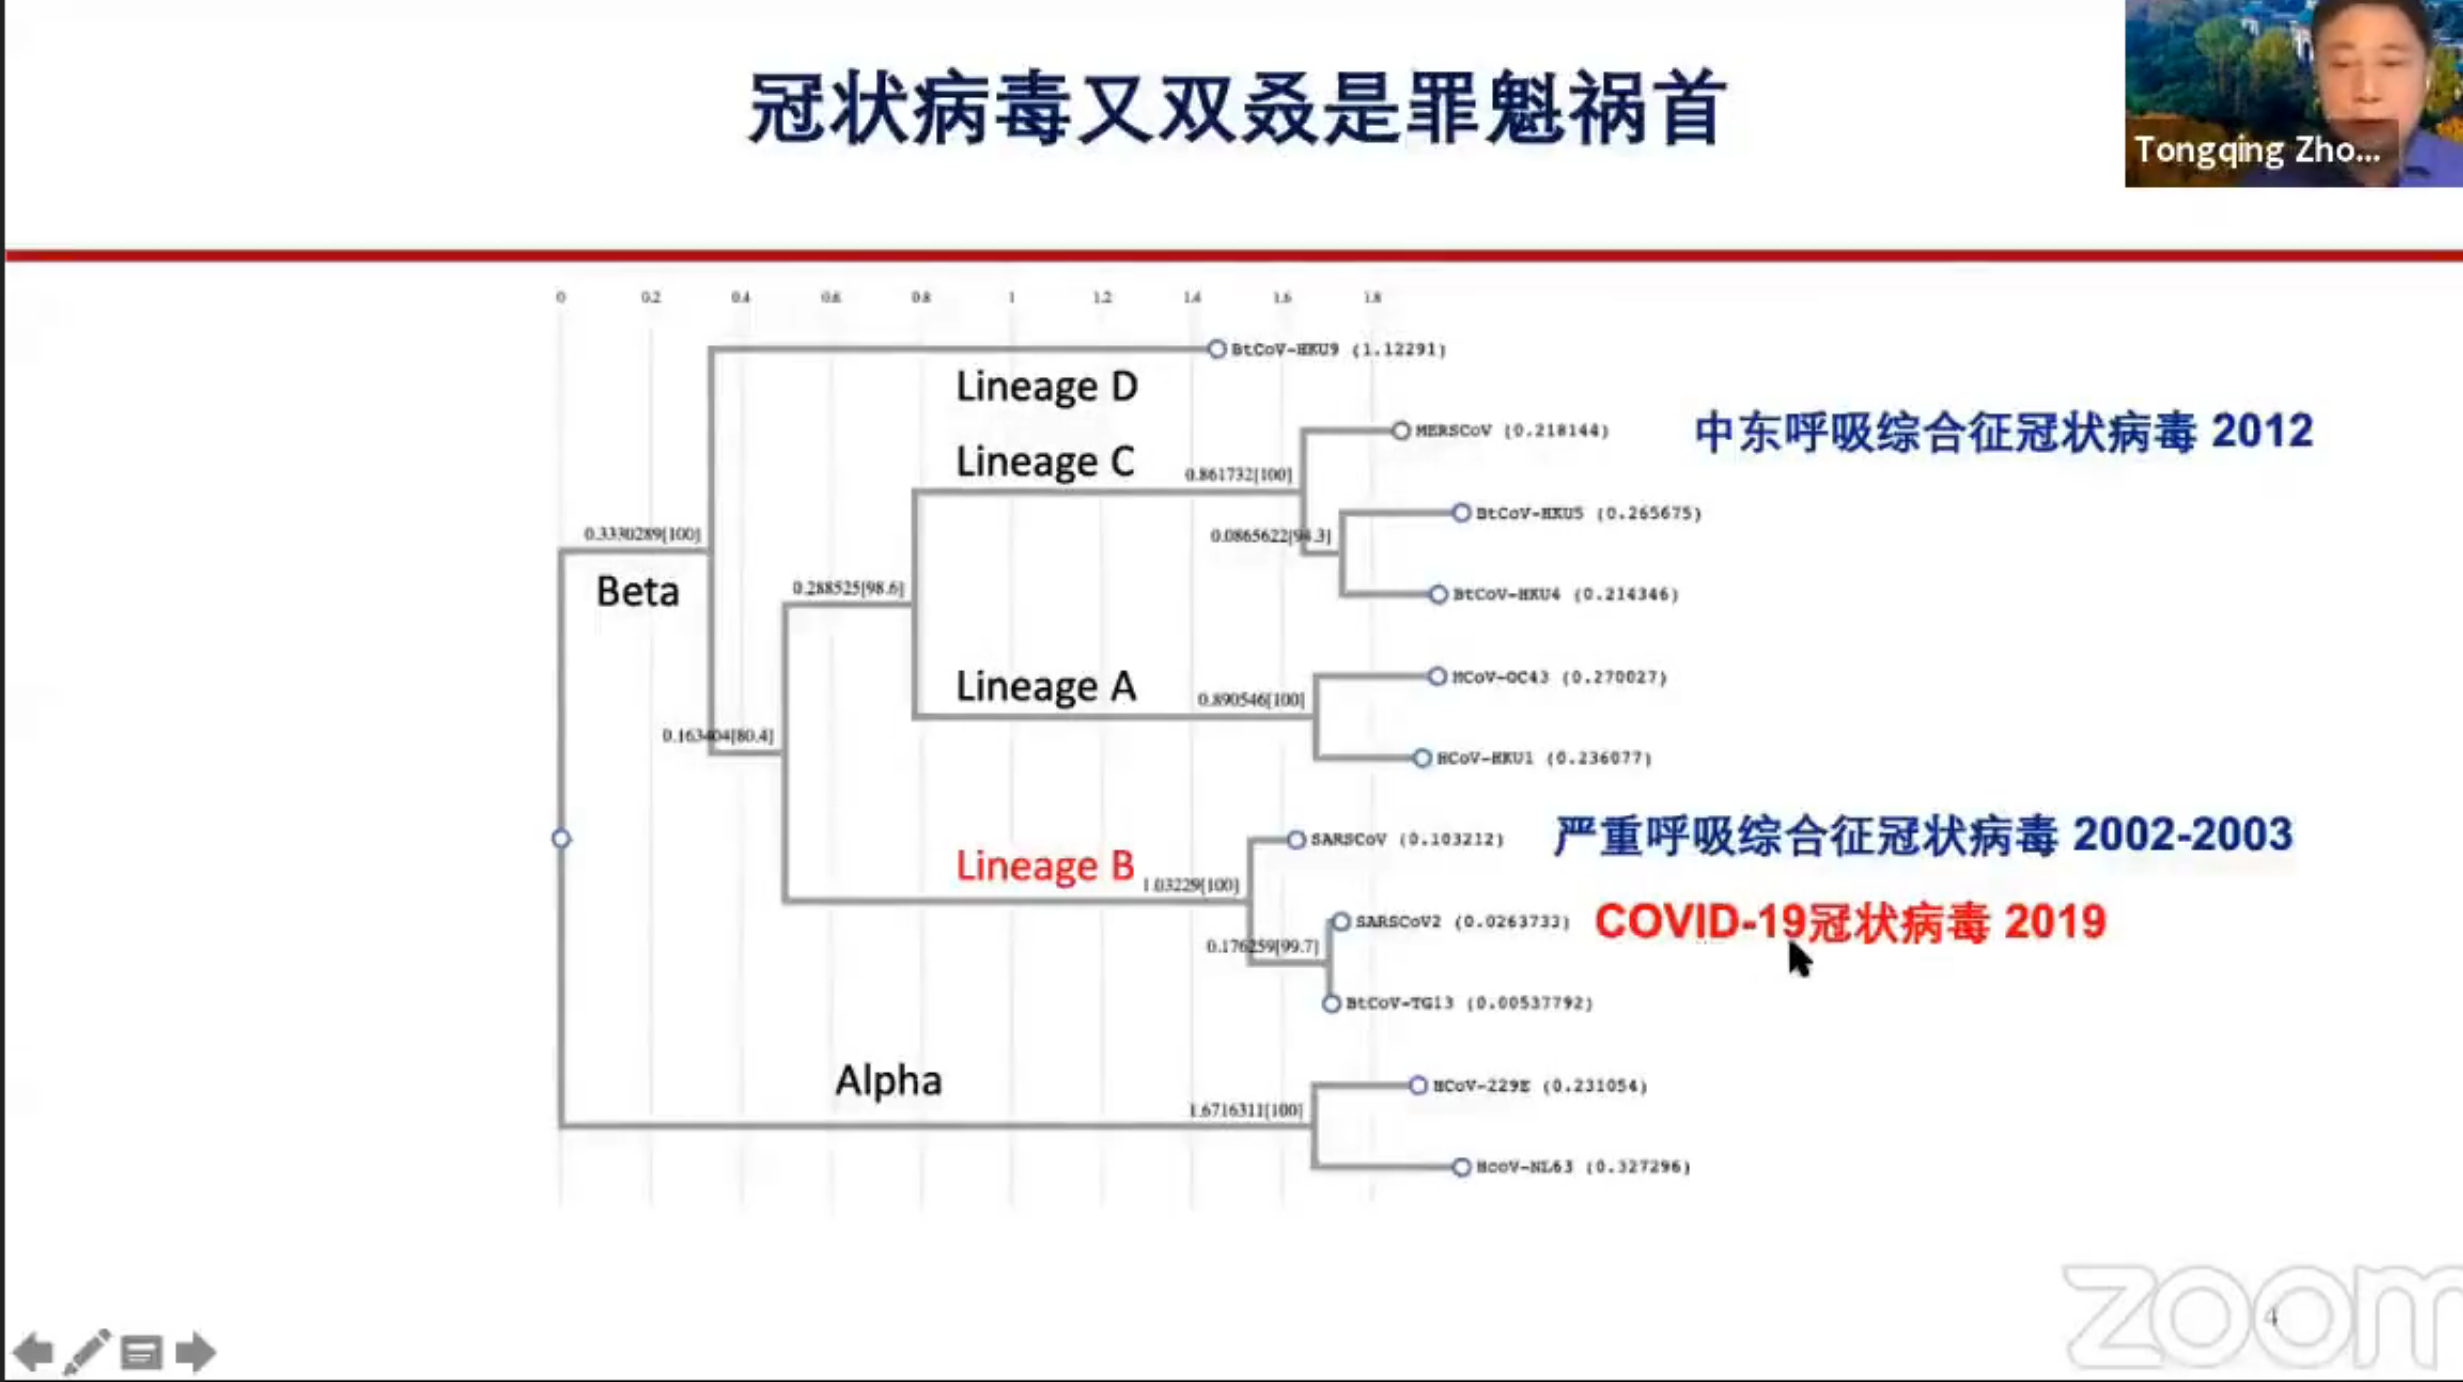 冠状病毒又双叒是罪魁祸首
Tongqing Zho...
0 0.2 0.4 0.6 0.8 1 1.2 1.4 1.6 1.8
BtCoV-HKU9 (1.12291)
Lineage D
MERSCoV (0.218144)
中东呼吸综合征冠状病毒 2012
Lineage C
0.861732[100]
BtCoV-HKU5 (0.265675)
0.3330289[100]
0.0865622[94.3]
Beta
0.288525[98.6]
BtCoV-HKU4 (0.214346)
Lineage A
HCoV-OC43 (0.270027)
0.890546[100]
0.163404[80.4]
HCoV-HKU1 (0.236077)
SARSCoV (0.103212)
严重呼吸综合征冠状病毒 2002-2003
Lineage B
1.03229[100]
SARSCoV2 (0.0263733)
COVID-19冠状病毒 2019
0.176259[99.7]
BtCoV-TG13 (0.00537792)
Alpha
HCoV-229E (0.231054)
1.6716311[100]
HcoV-NL63 (0.327296)
4
zoom